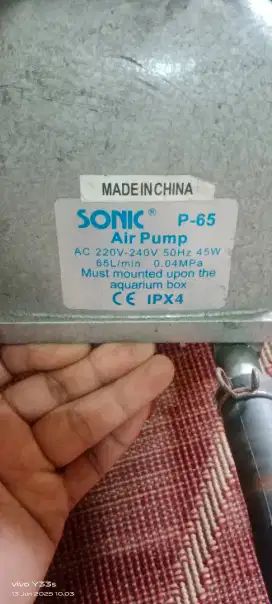 MADE IN CHINA
SONIC® P-65
Air Pump
AC 220V-240V 50Hz 45W
65L/min 0.04MPa
Must mounted upon the
aquarium box
CE IPX4
vivo Y33s
13 Jun 2025 10:03